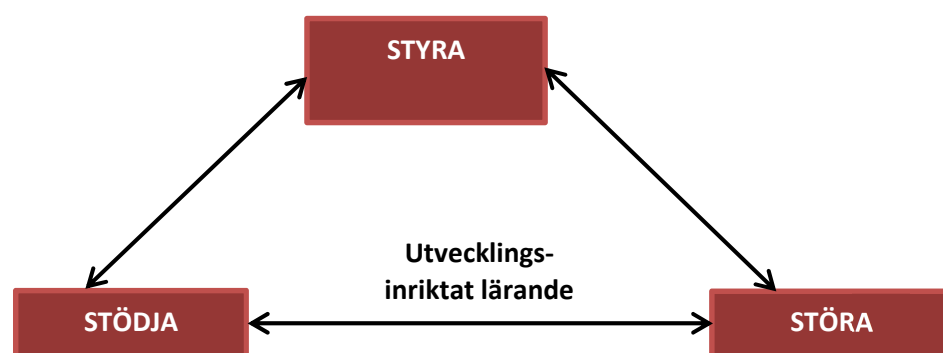 STYRA
Utvecklings-
inriktat lärande
STÖDJA
STÖRA